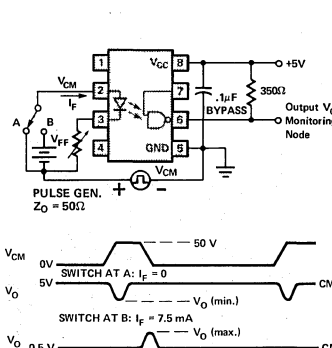 1
V_CC 8
+5V
V_CM
2
7
I_F
.1μF
BYPASS
350Ω
A
B
3
6
Output V_O
Monitoring
Node
V_FF
4
GND 5
V_CM
PULSE GEN.
Z_O = 50Ω
+ −
V_CM
50 V
0V
SWITCH AT A: I_F = 0
V_O
5V
CM
V_O (min.)
SWITCH AT B: I_F = 7.5 mA
V_O (max.)
V_O
0.5 V
CM